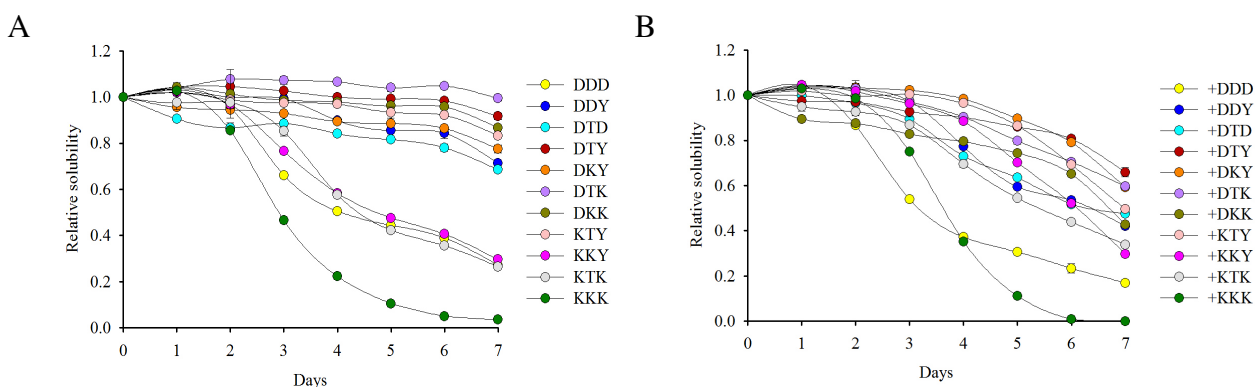 A
Relative solubility
1.2
1.0
0.8
0.6
0.4
0.2
0.0
0 1 2 3 4 5 6 7
Days
DDD
DDY
DTD
DTY
DKY
DTK
DKK
KTY
KKY
KTK
KKK
B
Relative solubility
1.2
1.0
0.8
0.6
0.4
0.2
0.0
0 1 2 3 4 5 6 7
Days
+DDD
+DDY
+DTD
+DTY
+DKY
+DTK
+DKK
+KTY
+KKY
+KTK
+KKK